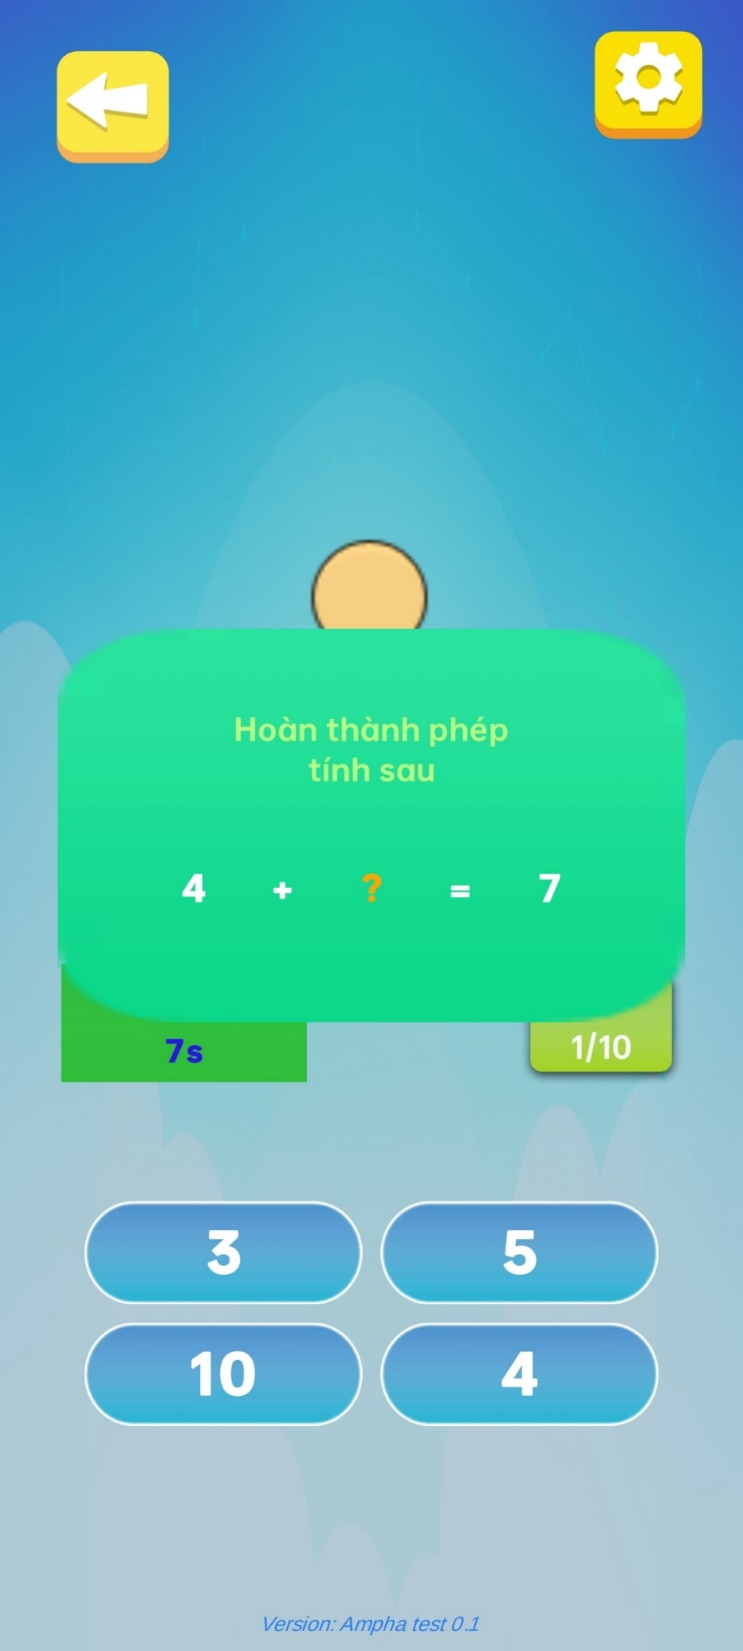 Hoàn thành phép
tính sau
4 + ? = 7
7s
1/10
3
5
10
4
Version: Ampha test 0.1